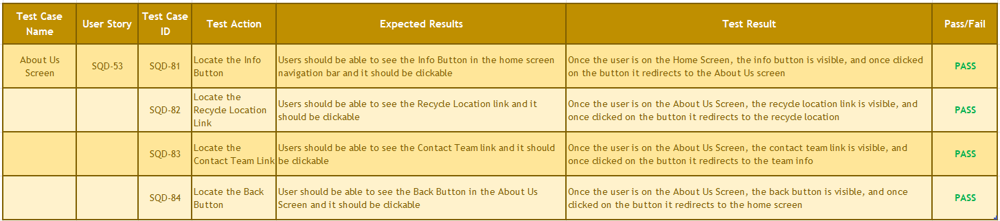 Test Case Name
User Story
Test Case ID
Test Action
Expected Results
Test Result
Pass/Fail
About Us
Screen
SQD-53
SQD-81
Locate the Info
Button
Users should be able to see the Info Button in the home screen
navigation bar and it should be clickable
Once the user is on the Home Screen, the info button is visible, and once clicked
on the button it redirects to the About Us screen
PASS
SQD-82
Locate the
Recycle Location
Link
Users should be able to see the Recycle Location link and it
should be clickable
Once the user is on the About Us Screen, the recycle location link is visible, and
once clicked on the button it redirects to the recycle location
PASS
SQD-83
Locate the
Contact Team Link
Users should be able to see the Contact Team link and it should
be clickable
Once the user is on the About Us Screen, the contact team link is visible, and
once clicked on the button it redirects to the team info
PASS
SQD-84
Locate the Back
Button
User should be able to see the Back Button in the About Us
Screen and it should be clickable
Once the user is on the About Us Screen, the back button is visible, and once
clicked on the button it redirects to the home screen
PASS